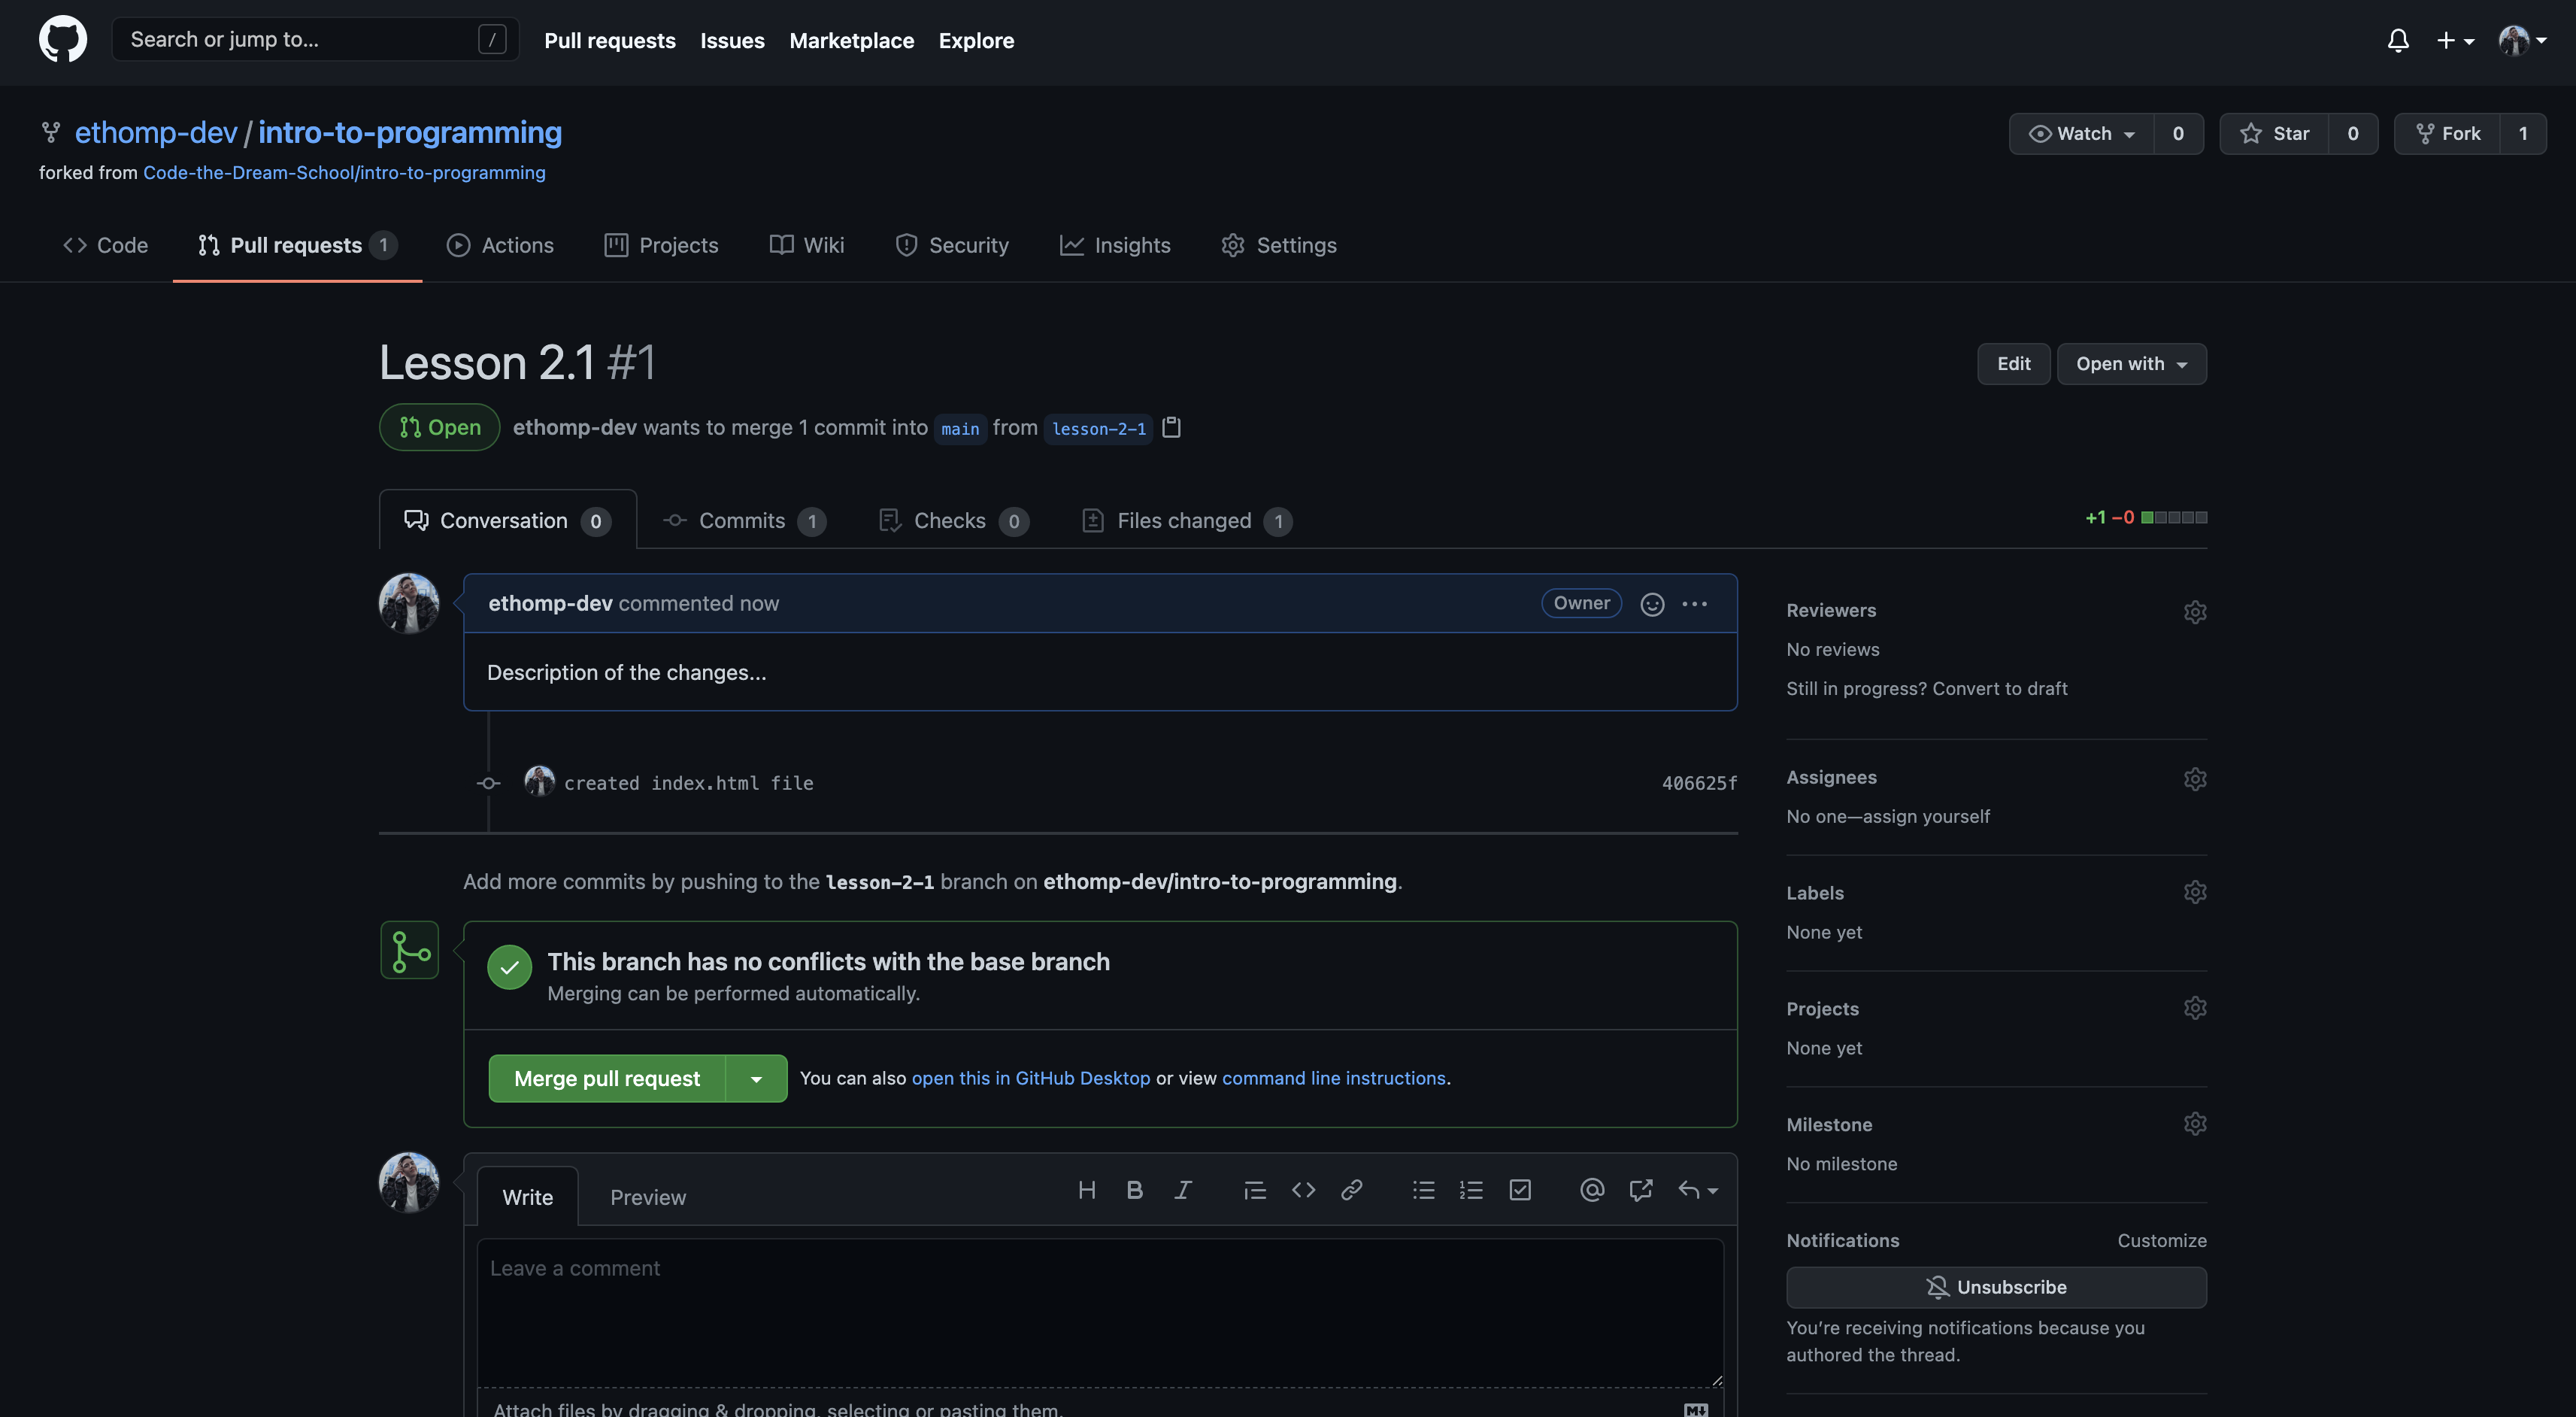 Search or jump to...
/
Pull requests
Issues
Marketplace
Explore
ethomp-dev / intro-to-programming
forked from Code-the-Dream-School/intro-to-programming
Watch 0
Star 0
Fork 1
Code
Pull requests 1
Actions
Projects
Wiki
Security
Insights
Settings
Lesson 2.1 #1
Edit
Open with
Open
ethomp-dev wants to merge 1 commit into main from lesson-2-1
Conversation 0
Commits 1
Checks 0
Files changed 1
+1 −0
ethomp-dev commented now
Owner
Description of the changes...
created index.html file
406625f
Add more commits by pushing to the lesson-2-1 branch on ethomp-dev/intro-to-programming.
This branch has no conflicts with the base branch
Merging can be performed automatically.
Merge pull request
You can also open this in GitHub Desktop or view command line instructions.
Write
Preview
Leave a comment
Attach files by dragging & dropping, selecting or pasting them.
Reviewers
No reviews
Still in progress? Convert to draft
Assignees
No one—assign yourself
Labels
None yet
Projects
None yet
Milestone
No milestone
Notifications
Customize
Unsubscribe
You're receiving notifications because you
authored the thread.